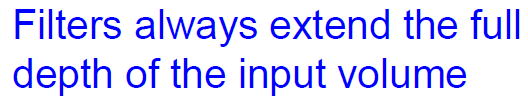 Filters always extend the full
depth of the input volume